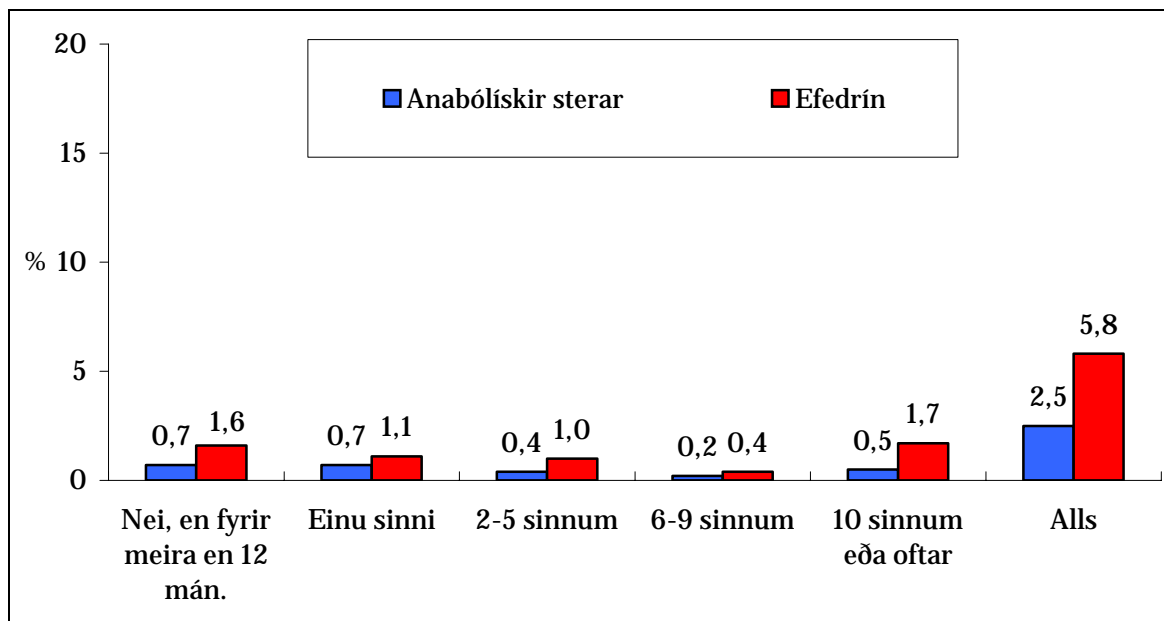 20
Anabólískir sterar Efedrín
15
% 10
5,8
5
2,5
0,7 1,6 0,7 1,1 0,4 1,0 0,2 0,4 0,5 1,7
0
Nei, en fyrir
meira en 12
mán.
Einu sinni
2-5 sinnum
6-9 sinnum
10 sinnum
eða oftar
Alls